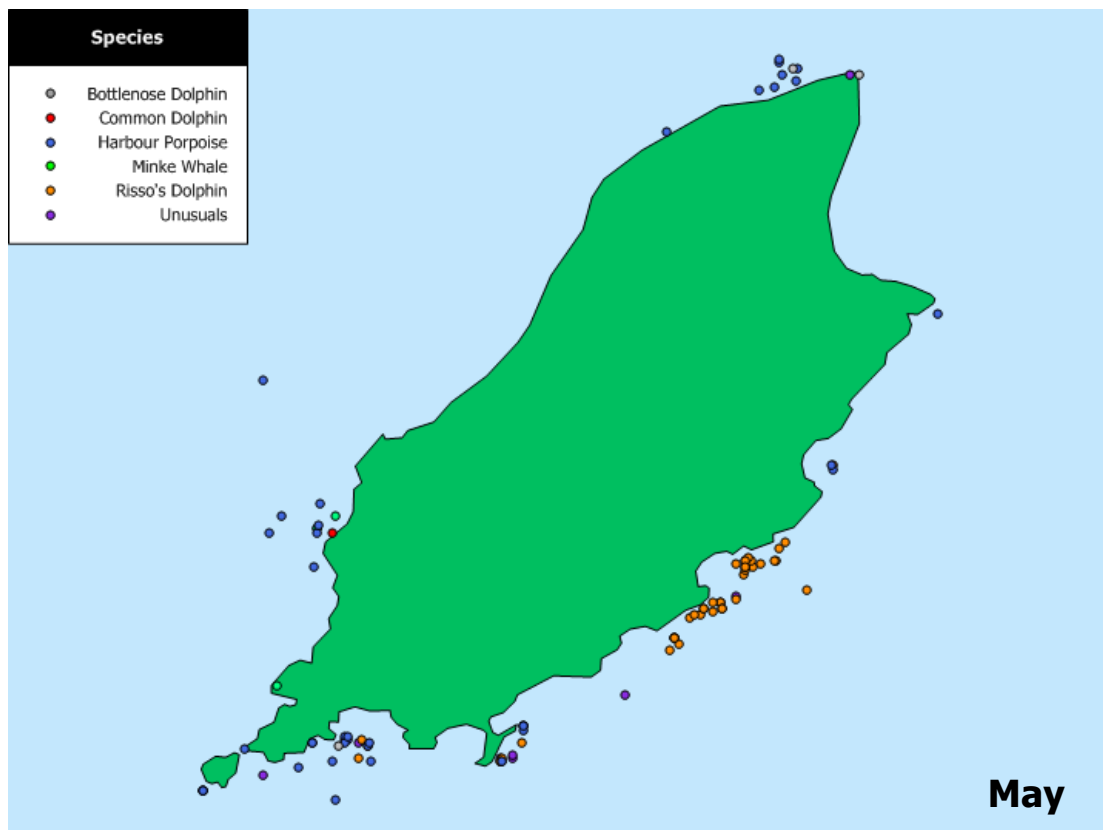 Species
Bottlenose Dolphin
Common Dolphin
Harbour Porpoise
Minke Whale
Risso's Dolphin
Unusuals
May